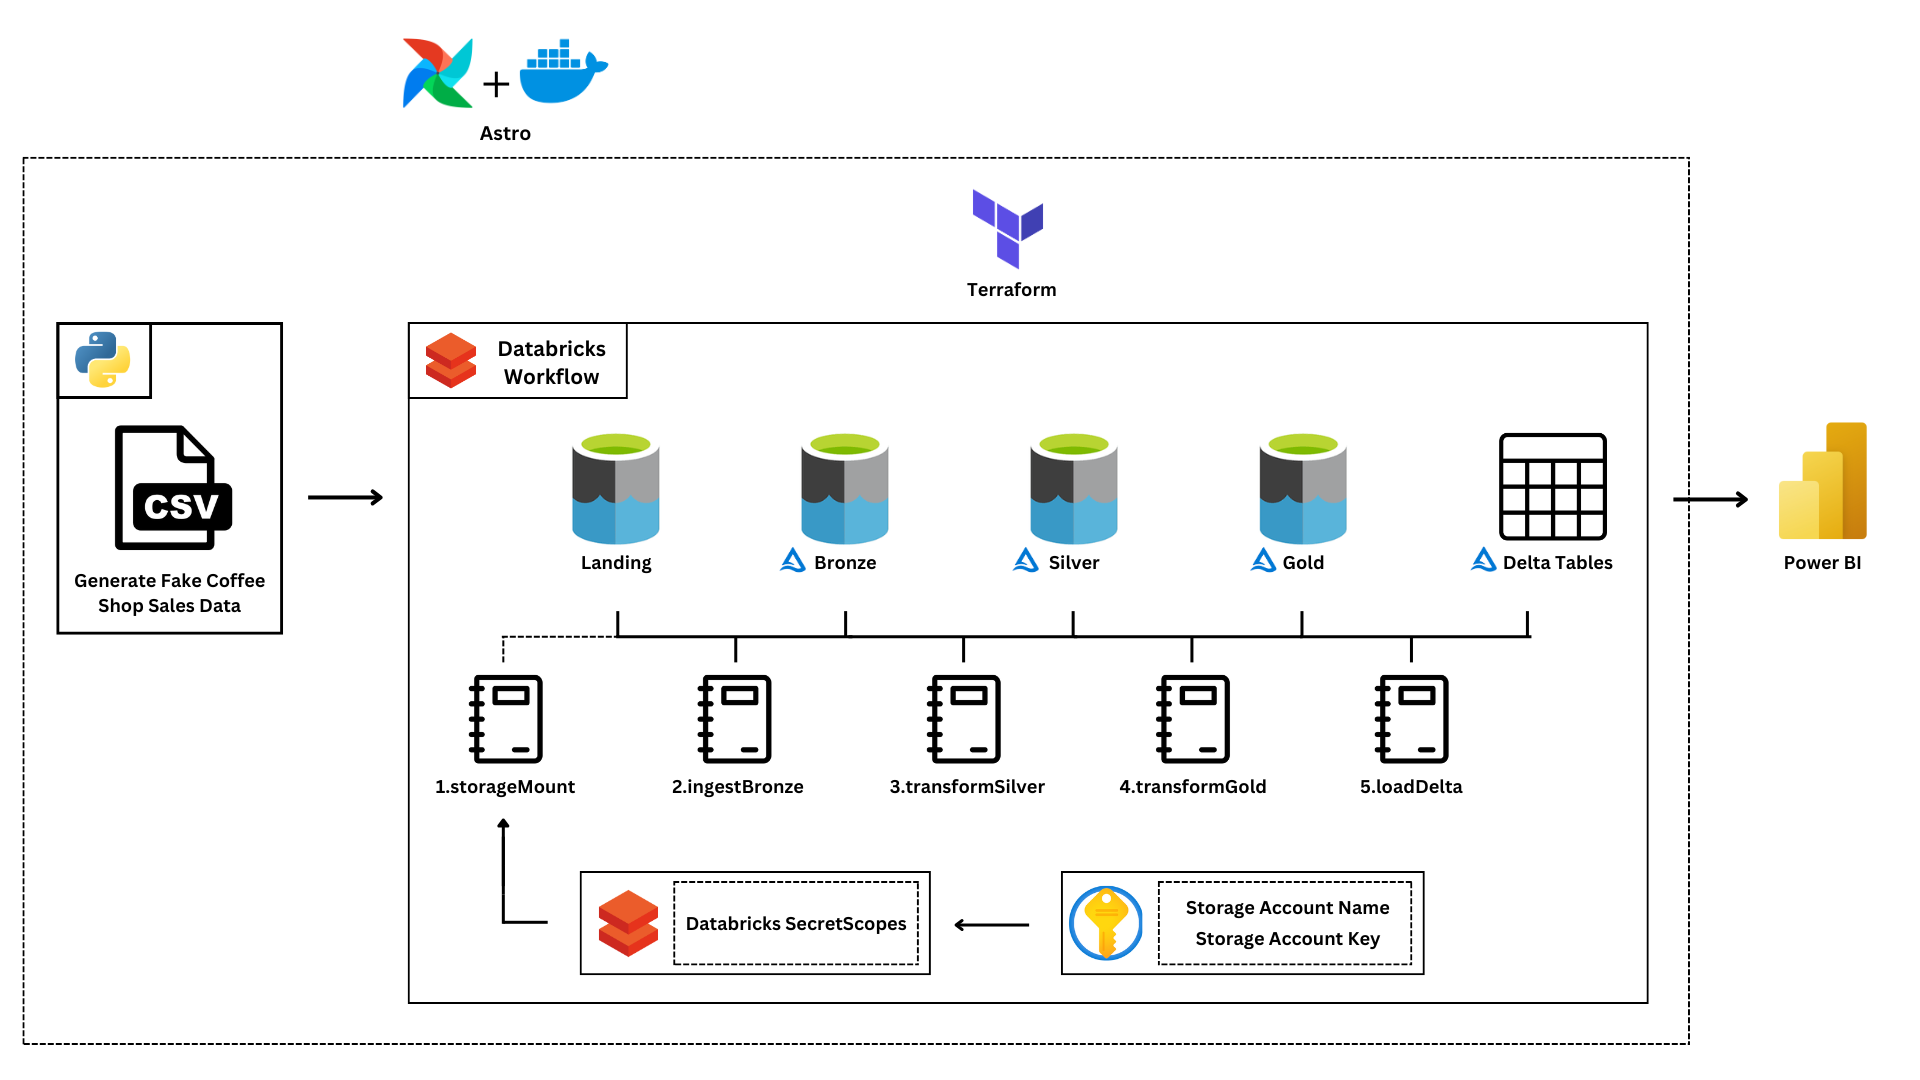 Astro
Terraform
Databricks
Workflow
CSV
Generate Fake Coffee
Shop Sales Data
Landing
Bronze
Silver
Gold
Delta Tables
Power BI
1.storageMount
2.ingestBronze
3.transformSilver
4.transformGold
5.loadDelta
Databricks SecretScopes
Storage Account Name
Storage Account Key